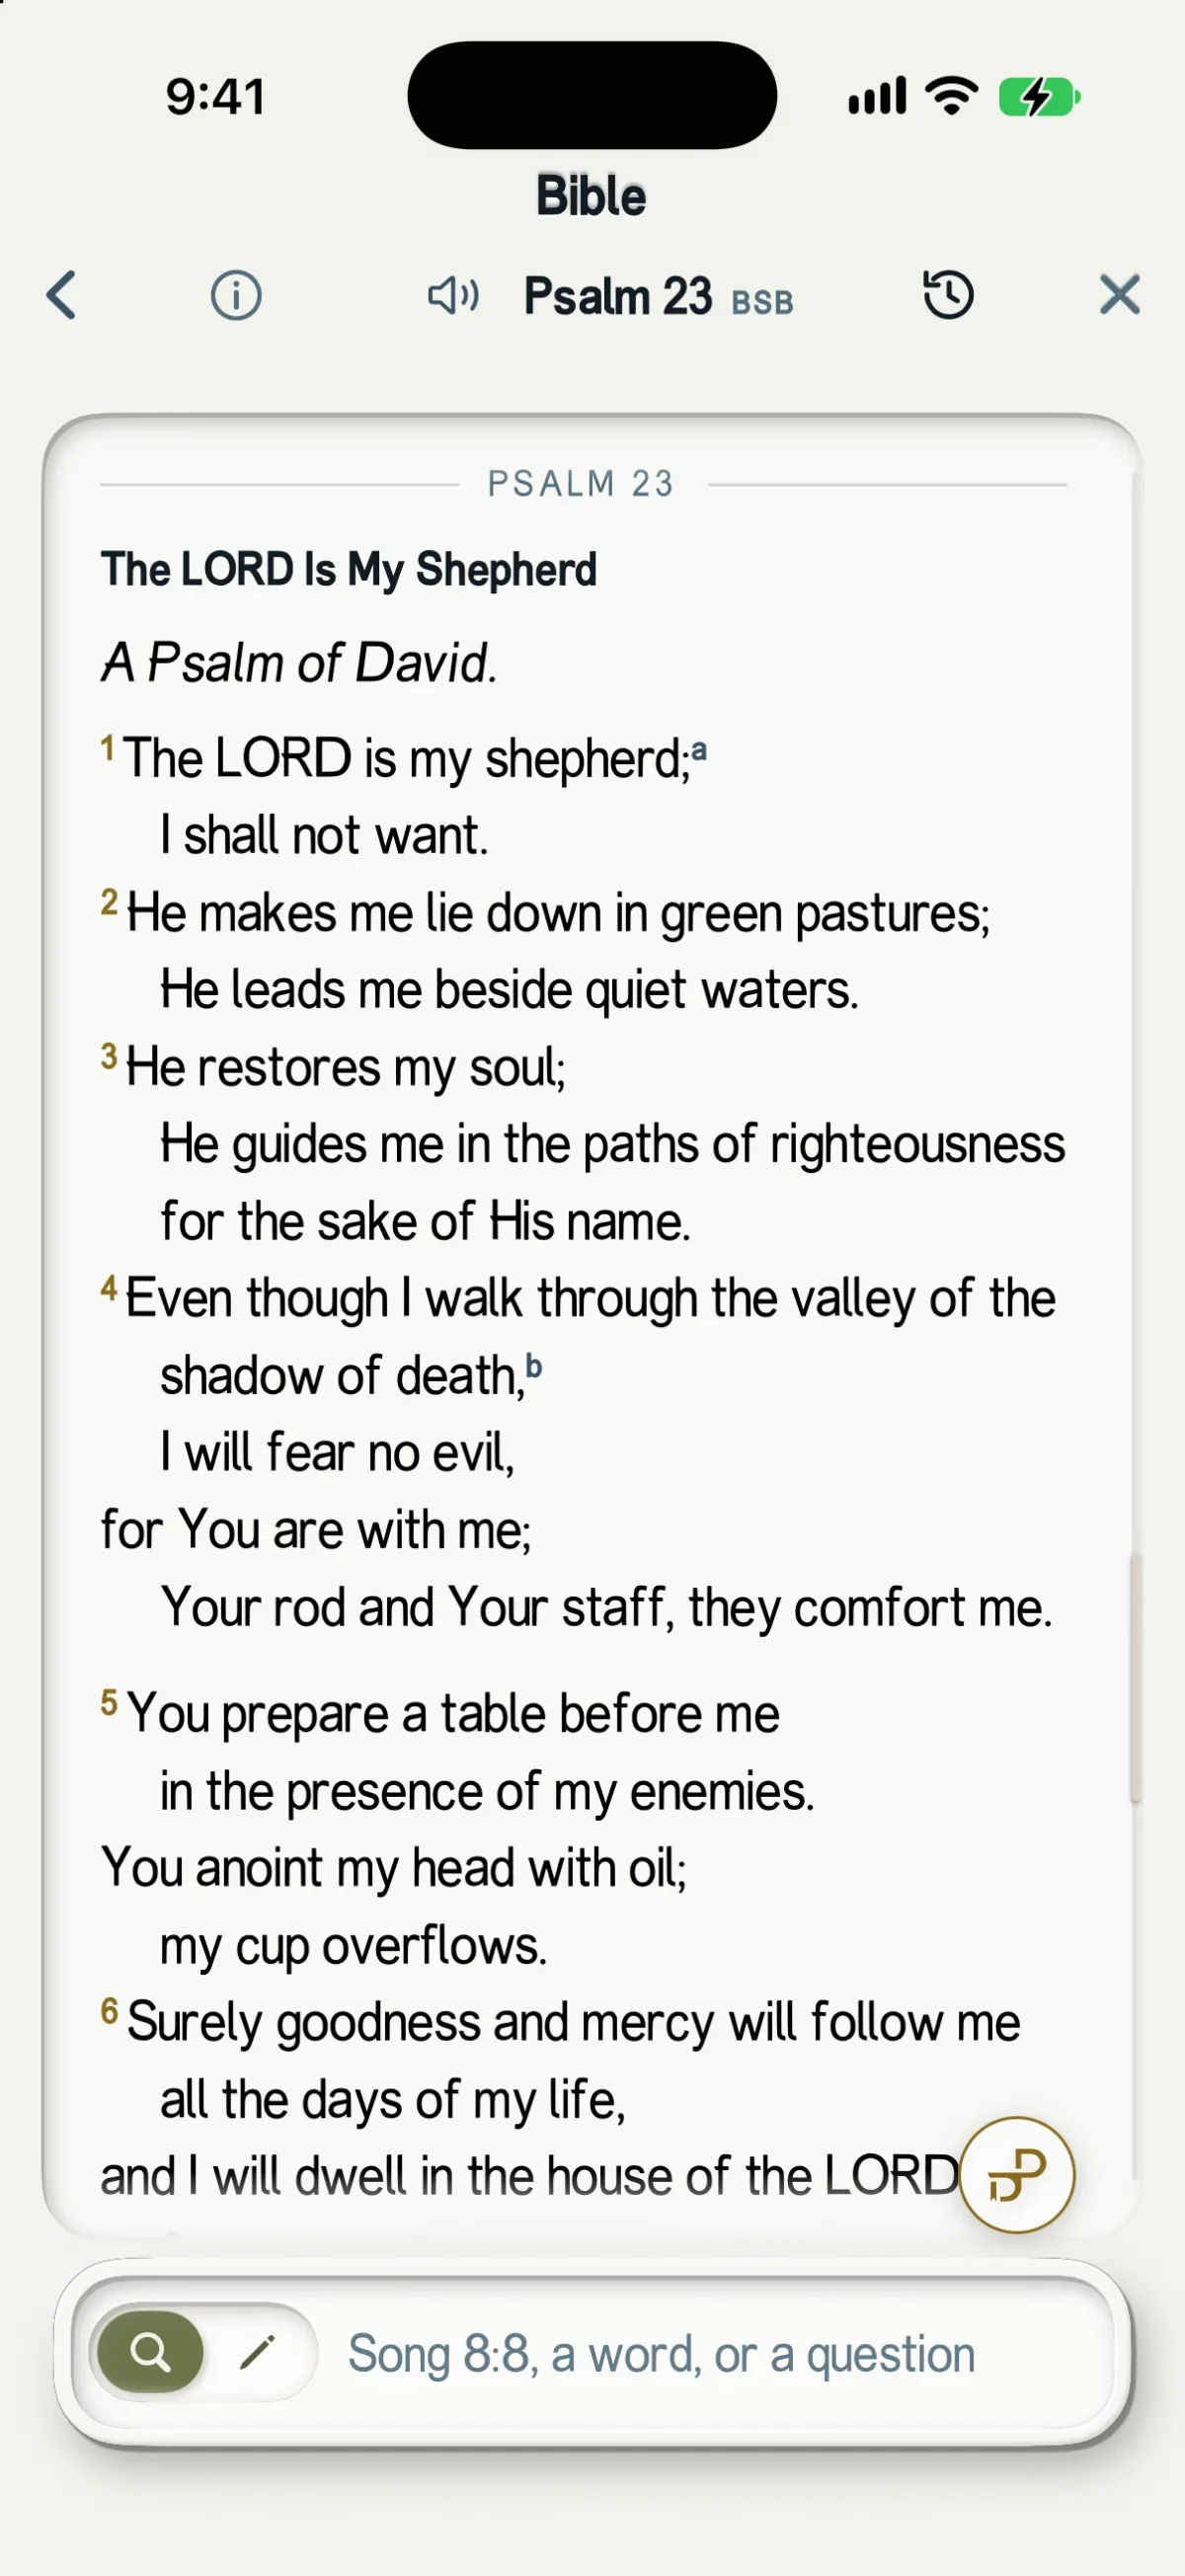 9:41
Bible
Psalm 23 BSB
PSALM 23
The LORD Is My Shepherd
A Psalm of David.
1 The LORD is my shepherd;a
I shall not want.
2 He makes me lie down in green pastures;
He leads me beside quiet waters.
3 He restores my soul;
He guides me in the paths of righteousness
for the sake of His name.
4 Even though I walk through the valley of the
shadow of death,b
I will fear no evil,
for You are with me;
Your rod and Your staff, they comfort me.
5 You prepare a table before me
in the presence of my enemies.
You anoint my head with oil;
my cup overflows.
6 Surely goodness and mercy will follow me
all the days of my life,
and I will dwell in the house of the LORD
Song 8:8, a word, or a question